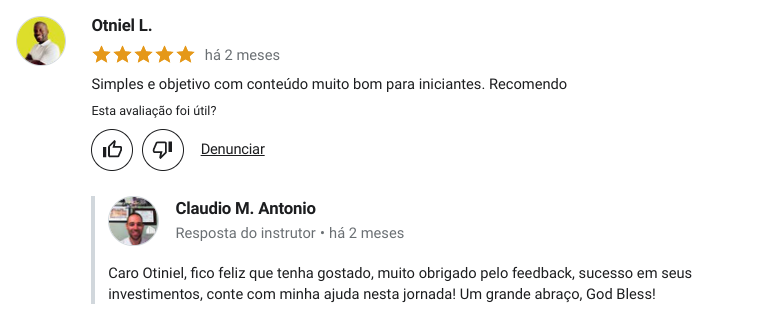 Otniel L.
há 2 meses
Simples e objetivo com conteúdo muito bom para iniciantes. Recomendo
Esta avaliação foi útil?
Denunciar
Claudio M. Antonio
Resposta do instrutor • há 2 meses
Caro Otiniel, fico feliz que tenha gostado, muito obrigado pelo feedback, sucesso em seus
investimentos, conte com minha ajuda nesta jornada! Um grande abraço, God Bless!